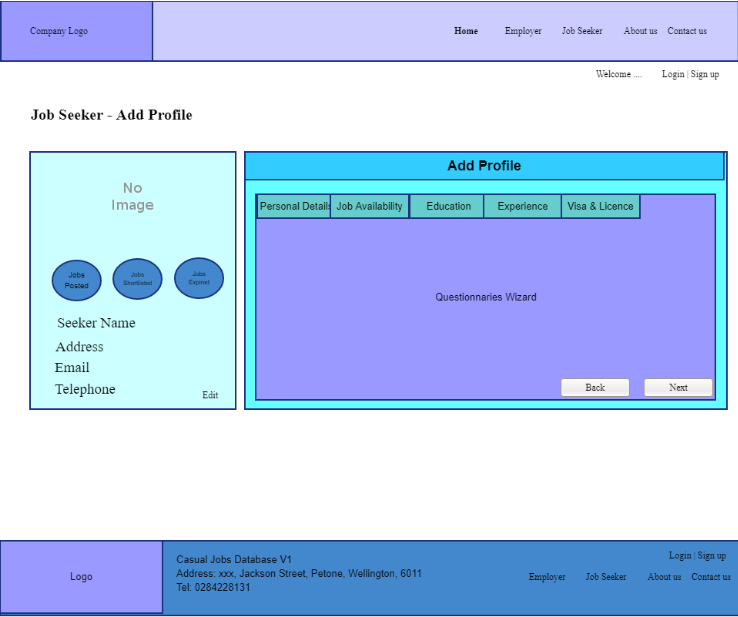 Company Logo
Home Employer Job Seeker About us Contact us
Welcome .... Login | Sign up
Job Seeker - Add Profile
No
Image
Jobs
Posted
Jobs
Shortlisted
Jobs
Expired
Seeker Name
Address
Email
Telephone
Edit
Add Profile
Personal Details Job Availability Education Experience Visa & Licence
Questionnaries Wizard
Back Next
Logo
Casual Jobs Database V1
Address: xxx, Jackson Street, Petone, Wellington, 6011
Tel: 0284228131
Login | Sign up
Employer Job Seeker About us Contact us